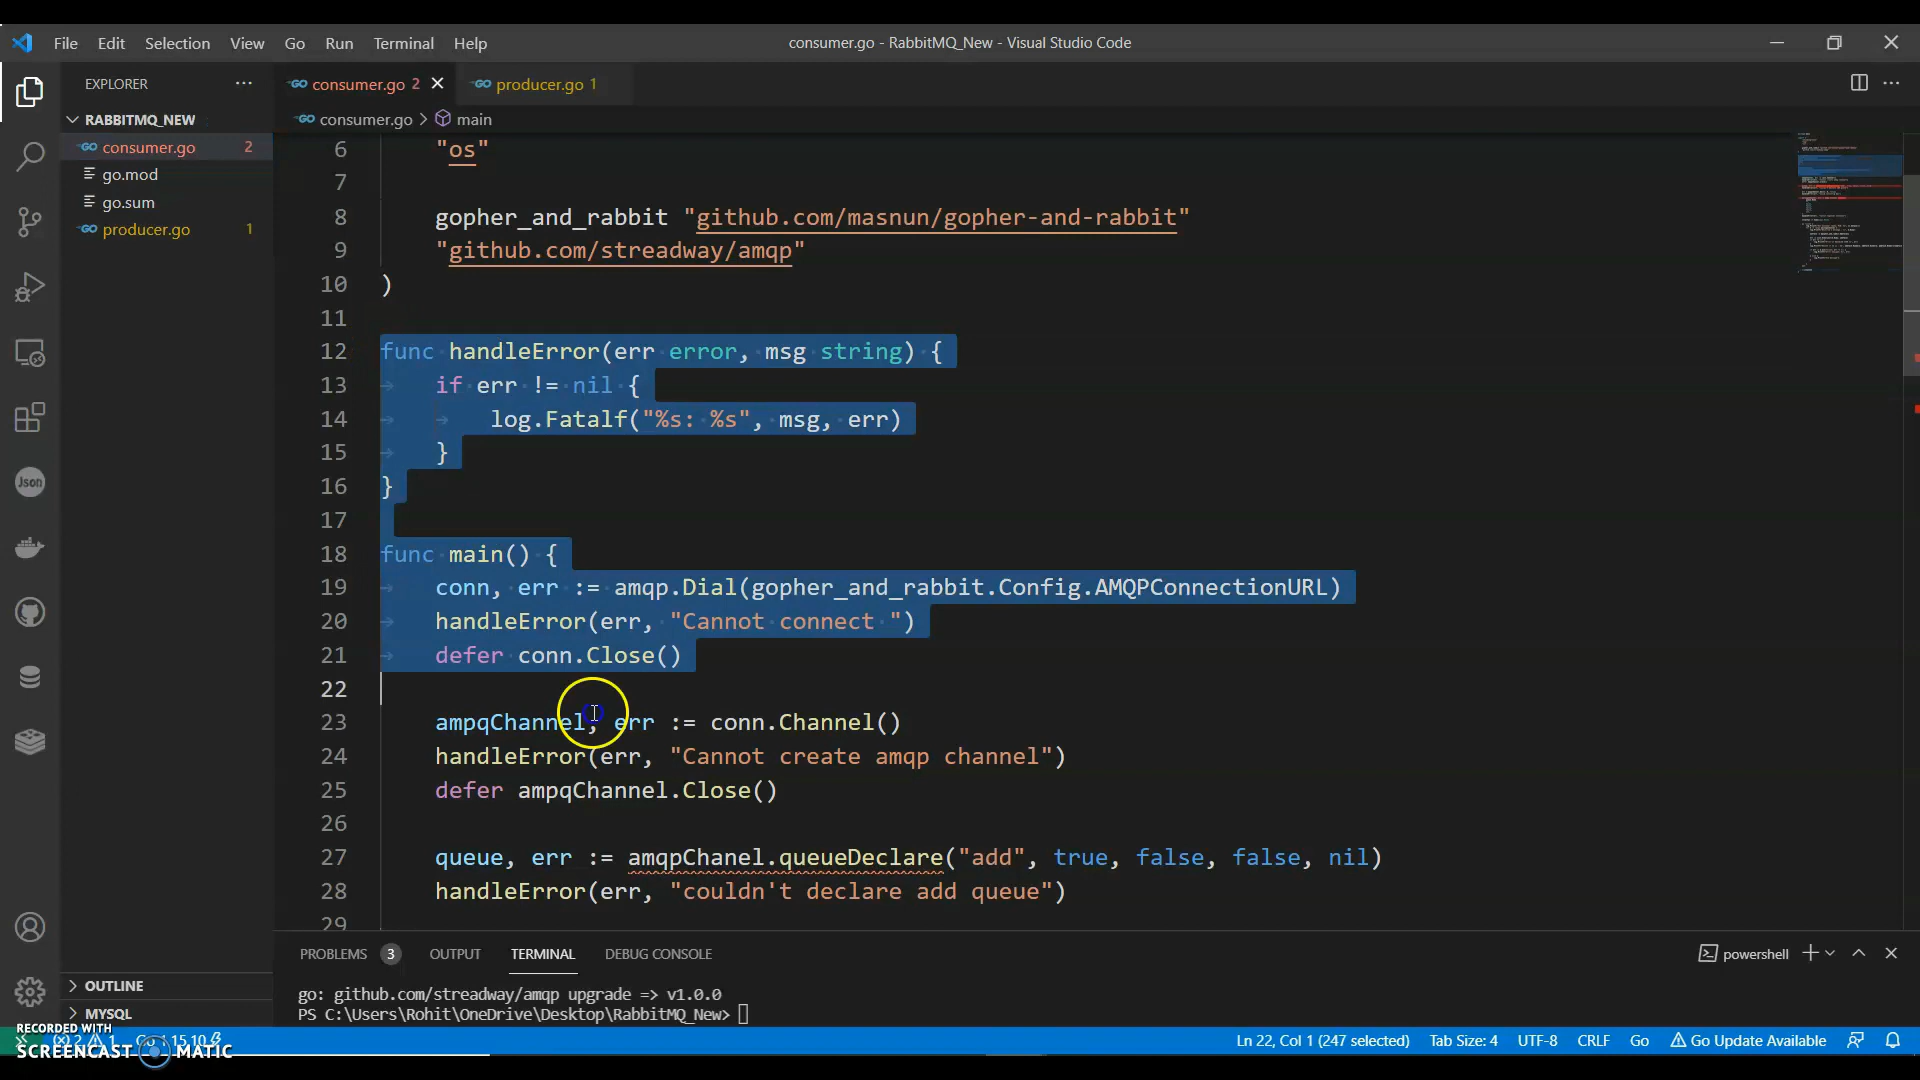 File Edit Selection View Go Run Terminal Help
consumer.go - RabbitMQ_New - Visual Studio Code
EXPLORER
RABBITMQ_NEW
consumer.go 2
go.mod
go.sum
producer.go 1
OUTLINE
MYSQL
consumer.go 2
producer.go 1
consumer.go > main
6 "os"
7
8 gopher_and_rabbit "github.com/masnun/gopher-and-rabbit"
9 "github.com/streadway/amqp"
10 )
11
12 func handleError(err error, msg string) {
13 if err != nil {
14 log.Fatalf("%s: %s", msg, err)
15 }
16 }
17
18 func main() {
19 conn, err := amqp.Dial(gopher_and_rabbit.Config.AMQPConnectionURL)
20 handleError(err, "Cannot connect ")
21 defer conn.Close()
22
23 ampqChannel, err := conn.Channel()
24 handleError(err, "Cannot create amqp channel")
25 defer ampqChannel.Close()
26
27 queue, err := amqpChanel.queueDeclare("add", true, false, false, nil)
28 handleError(err, "couldn't declare add queue")
29
PROBLEMS 3 OUTPUT TERMINAL DEBUG CONSOLE
powershell
go: github.com/streadway/amqp upgrade => v1.0.0
PS C:\Users\Rohit\OneDrive\Desktop\RabbitMQ_New>
Json
RECORDED WITH
SCREENCAST MATIC
2 1 Go 1.15.10
Ln 22, Col 1 (247 selected) Tab Size: 4 UTF-8 CRLF Go Go Update Available